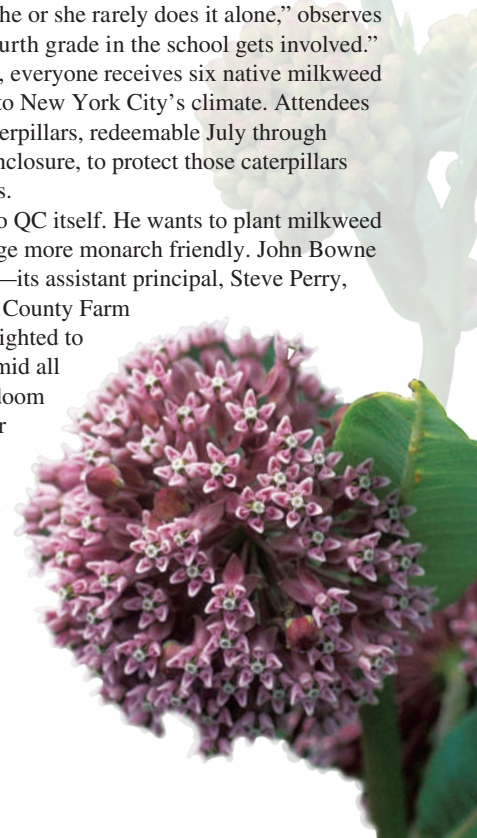 he or she rarely does it alone,” observes
urth grade in the school gets involved.”
, everyone receives six native milkweed
to New York City’s climate. Attendees
erpillars, redeemable July through
nclosure, to protect those caterpillars
s.
o QC itself. He wants to plant milkweed
ge more monarch friendly. John Bowne
—its assistant principal, Steve Perry,
County Farm
ighted to
mid all
loom
r